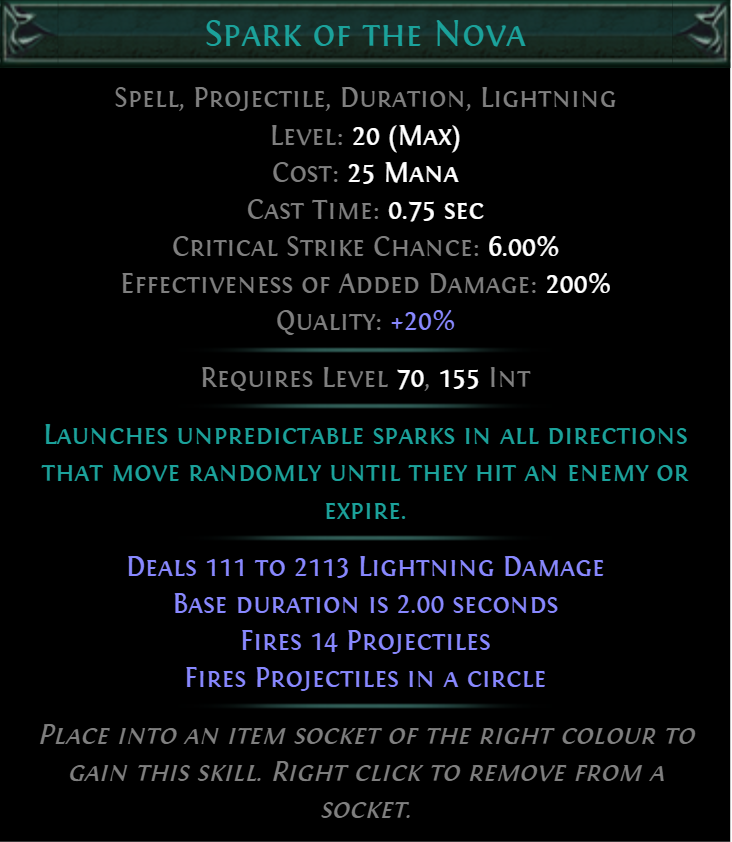 Spark of the Nova
Spell, Projectile, Duration, Lightning
Level: 20 (Max)
Cost: 25 Mana
Cast Time: 0.75 sec
Critical Strike Chance: 6.00%
Effectiveness of Added Damage: 200%
Quality: +20%
Requires Level 70, 155 Int
Launches unpredictable sparks in all directions
that move randomly until they hit an enemy or
expire.
Deals 111 to 2113 Lightning Damage
Base duration is 2.00 seconds
Fires 14 Projectiles
Fires Projectiles in a circle
Place into an item socket of the right colour to
gain this skill. Right click to remove from a
socket.